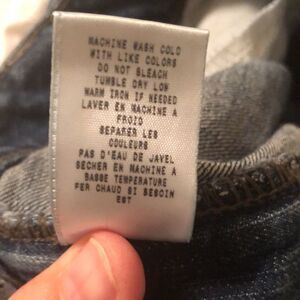 MACHINE WASH COLD
WITH LIKE COLORS
DO NOT BLEACH
TUMBLE DRY LOW
WARM IRON IF NEEDED
LAVER EN MACHINE A
FROID
SEPARER LES
COULEURS
PAS D'EAU DE JAVEL
SECHER EN MACHINE A
BASSE TEMPERATURE
FER CHAUD SI BESOIN
EST